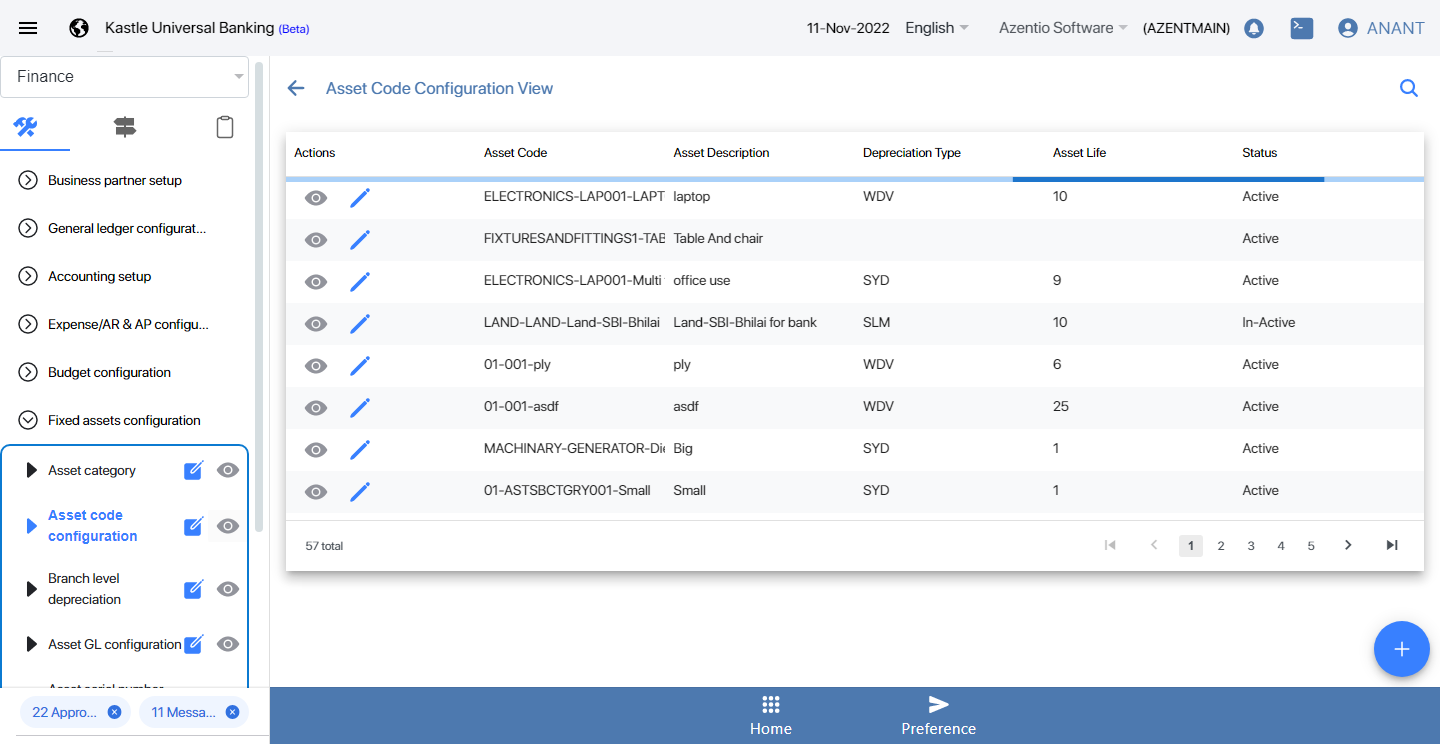 Kastle Universal Banking (Beta) 11-Nov-2022 English Azentio Software (AZENTMAIN) ANANT
Finance
Asset Code Configuration View
Business partner setup
General ledger configurat...
Accounting setup
Expense/AR & AP configu...
Budget configuration
Fixed assets configuration
Asset category
Asset code
configuration
Branch level
depreciation
Asset GL configuration
22 Appro... 11 Messa...
Actions Asset Code Asset Description Depreciation Type Asset Life Status
ELECTRONICS-LAP001-LAPT laptop WDV 10 Active
FIXTURESANDFITTINGS1-TAB Table And chair Active
ELECTRONICS-LAP001-Multi office use SYD 9 Active
LAND-LAND-Land-SBI-Bhilai Land-SBI-Bhilai for bank SLM 10 In-Active
01-001-ply ply WDV 6 Active
01-001-asdf asdf WDV 25 Active
MACHINARY-GENERATOR-Die Big SYD 1 Active
01-ASTSBCTGRY001-Small Small SYD 1 Active
57 total 1 2 3 4 5
Home Preference